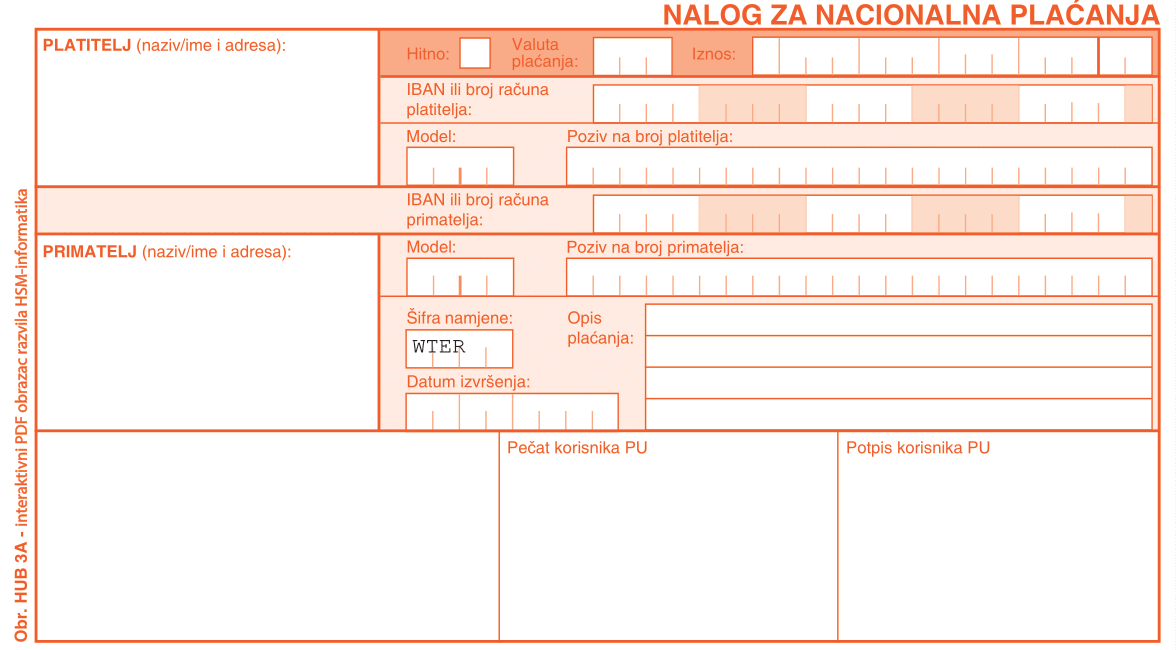 NALOG ZA NACIONALNA PLAĆANJA
PLATITELJ (naziv/ime i adresa):
Hitno:
Valuta
plaćanja:
Iznos:
IBAN ili broj računa
platitelja:
Model:
Poziv na broj platitelja:
IBAN ili broj računa
primatelja:
PRIMATELJ (naziv/ime i adresa):
Model:
Poziv na broj primatelja:
Šifra namjene:
WTER
Opis
plaćanja:
Datum izvršenja:
Pečat korisnika PU
Potpis korisnika PU
Obr. HUB 3A - interaktivni PDF obrazac razvila HSM-informatika